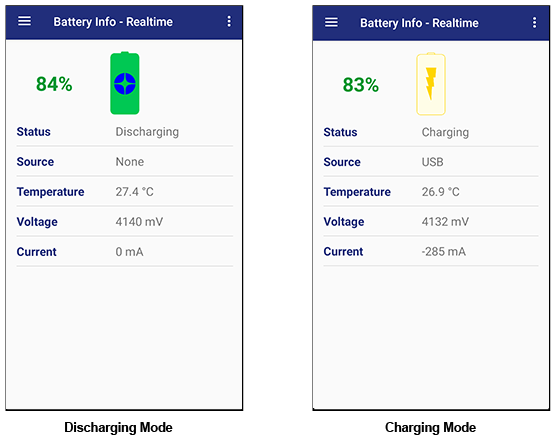 Battery Info - Realtime
84%
Status Discharging
Source None
Temperature 27.4 °C
Voltage 4140 mV
Current 0 mA
Discharging Mode
Battery Info - Realtime
83%
Status Charging
Source USB
Temperature 26.9 °C
Voltage 4132 mV
Current -285 mA
Charging Mode